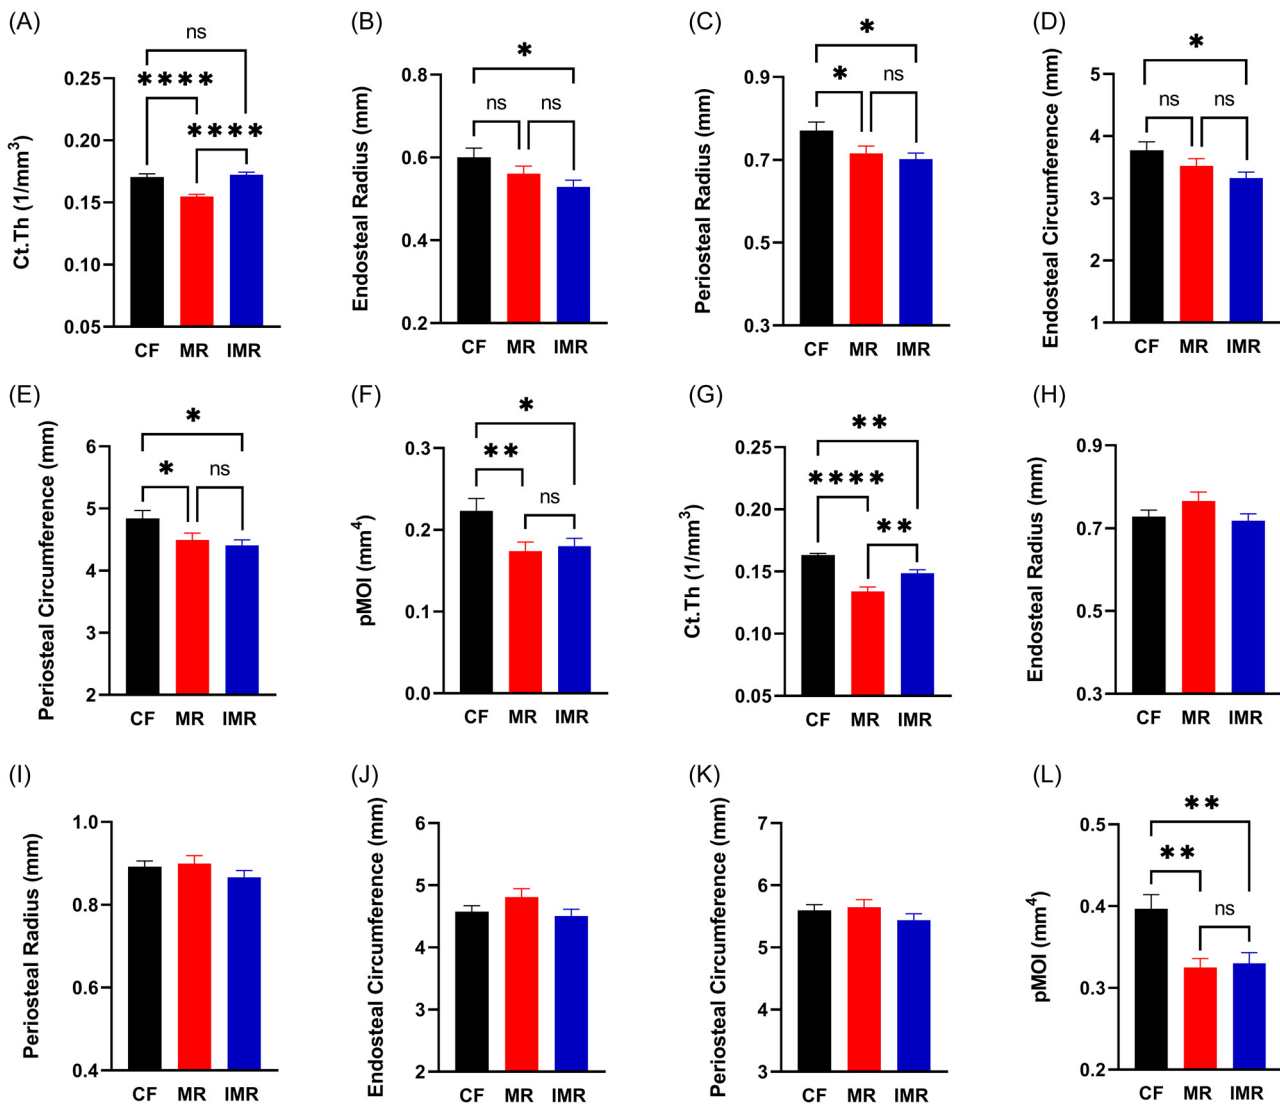 (A)
ns
****
****
Ct.Th (1/mm³)
0.25
0.20
0.15
0.10
0.05
CF MR IMR
(B)
*
ns ns
Endosteal Radius (mm)
0.8
0.6
0.4
0.2
CF MR IMR
(C)
*
* ns
Periosteal Radius (mm)
0.9
0.7
0.5
0.3
CF MR IMR
(D)
*
ns ns
Endosteal Circumference (mm)
5
4
3
2
1
CF MR IMR
(E)
*
* ns
Periosteal Circumference (mm)
6
5
4
3
2
CF MR IMR
(F)
*
**
ns
pMOI (mm⁴)
0.3
0.2
0.1
0.0
CF MR IMR
(G)
**
****
**
Ct.Th (1/mm³)
0.25
0.20
0.15
0.10
0.05
CF MR IMR
(H)
Endosteal Radius (mm)
0.9
0.7
0.5
0.3
CF MR IMR
(I)
Periosteal Radius (mm)
1.0
0.8
0.6
0.4
CF MR IMR
(J)
Endosteal Circumference (mm)
6
5
4
3
2
CF MR IMR
(K)
Periosteal Circumference (mm)
7
6
5
4
3
CF MR IMR
(L)
**
**
ns
pMOI (mm⁴)
0.5
0.4
0.3
0.2
CF MR IMR